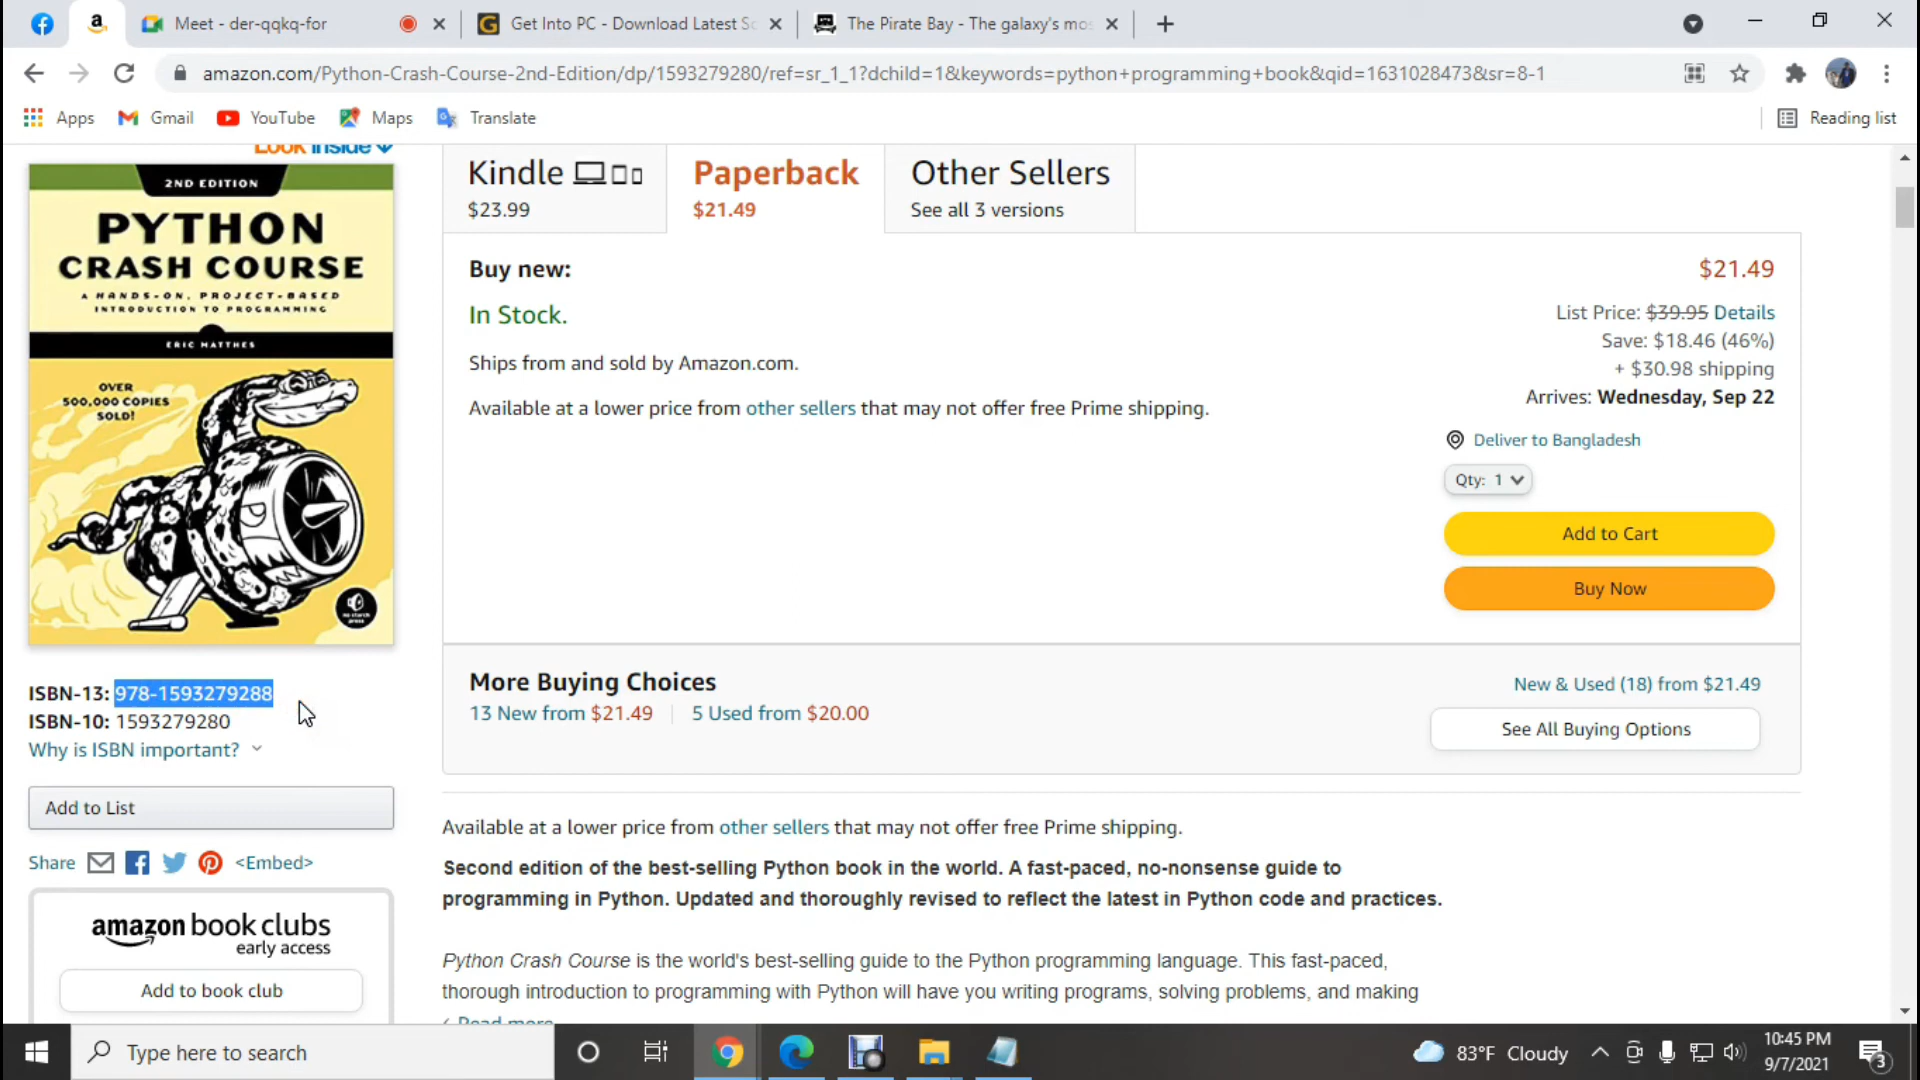 Meet - der-qqkq-for
Get Into PC - Download Latest Sc
The Pirate Bay - The galaxy's mos
amazon.com/Python-Crash-Course-2nd-Edition/dp/1593279280/ref=sr_1_1?dchild=1&keywords=python+programming+book&qid=1631028473&sr=8-1
Apps
Gmail
YouTube
Maps
Translate
Reading list
Look inside
2ND EDITION
PYTHON
CRASH COURSE
A HANDS-ON, PROJECT-BASED
INTRODUCTION TO PROGRAMMING
ERIC MATTHES
OVER
500,000 COPIES
SOLD!
no starch
press
ISBN-13: 978-1593279288
ISBN-10: 1593279280
Why is ISBN important?
Add to List
Share
<Embed>
amazon book clubs
early access
Add to book club
Kindle
$23.99
Paperback
$21.49
Other Sellers
See all 3 versions
Buy new:
In Stock.
Ships from and sold by Amazon.com.
Available at a lower price from other sellers that may not offer free Prime shipping.
$21.49
List Price: $39.95 Details
Save: $18.46 (46%)
+ $30.98 shipping
Arrives: Wednesday, Sep 22
Deliver to Bangladesh
Qty: 1
Add to Cart
Buy Now
More Buying Choices
13 New from $21.49
5 Used from $20.00
New & Used (18) from $21.49
See All Buying Options
Available at a lower price from other sellers that may not offer free Prime shipping.
Second edition of the best-selling Python book in the world. A fast-paced, no-nonsense guide to
programming in Python. Updated and thoroughly revised to reflect the latest in Python code and practices.
Python Crash Course is the world's best-selling guide to the Python programming language. This fast-paced,
thorough introduction to programming with Python will have you writing programs, solving problems, and making
Read more
Type here to search
83°F Cloudy
10:45 PM
9/7/2021
3